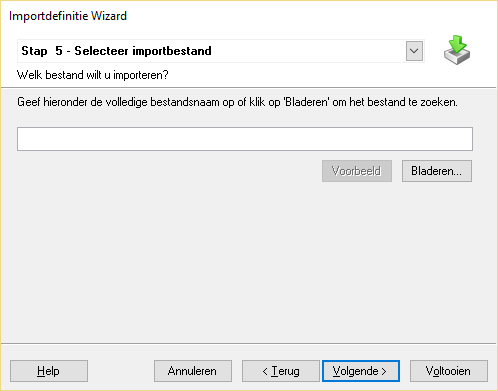 Importdefinitie Wizard
Stap 5 - Selecteer importbestand
Welk bestand wilt u importeren?
Geef hieronder de volledige bestandsnaam op of klik op 'Bladeren' om het bestand te zoeken.
Voorbeeld Bladeren...
Help Annuleren < Terug Volgende > Voltooien